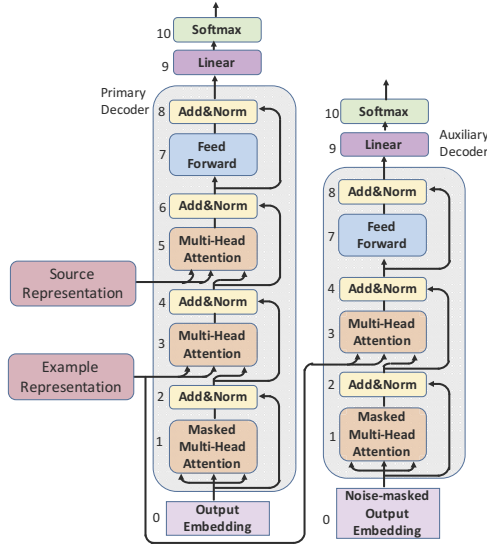 10
Softmax
9
Linear
Primary
Decoder
8
Add&Norm
7
Feed
Forward
6
Add&Norm
5
Multi-Head
Attention
Source
Representation
4
Add&Norm
3
Multi-Head
Attention
Example
Representation
2
Add&Norm
1
Masked
Multi-Head
Attention
0
Output
Embedding
10
Softmax
9
Linear
Auxiliary
Decoder
8
Add&Norm
7
Feed
Forward
4
Add&Norm
3
Multi-Head
Attention
2
Add&Norm
1
Masked
Multi-Head
Attention
0
Noise-masked
Output
Embedding